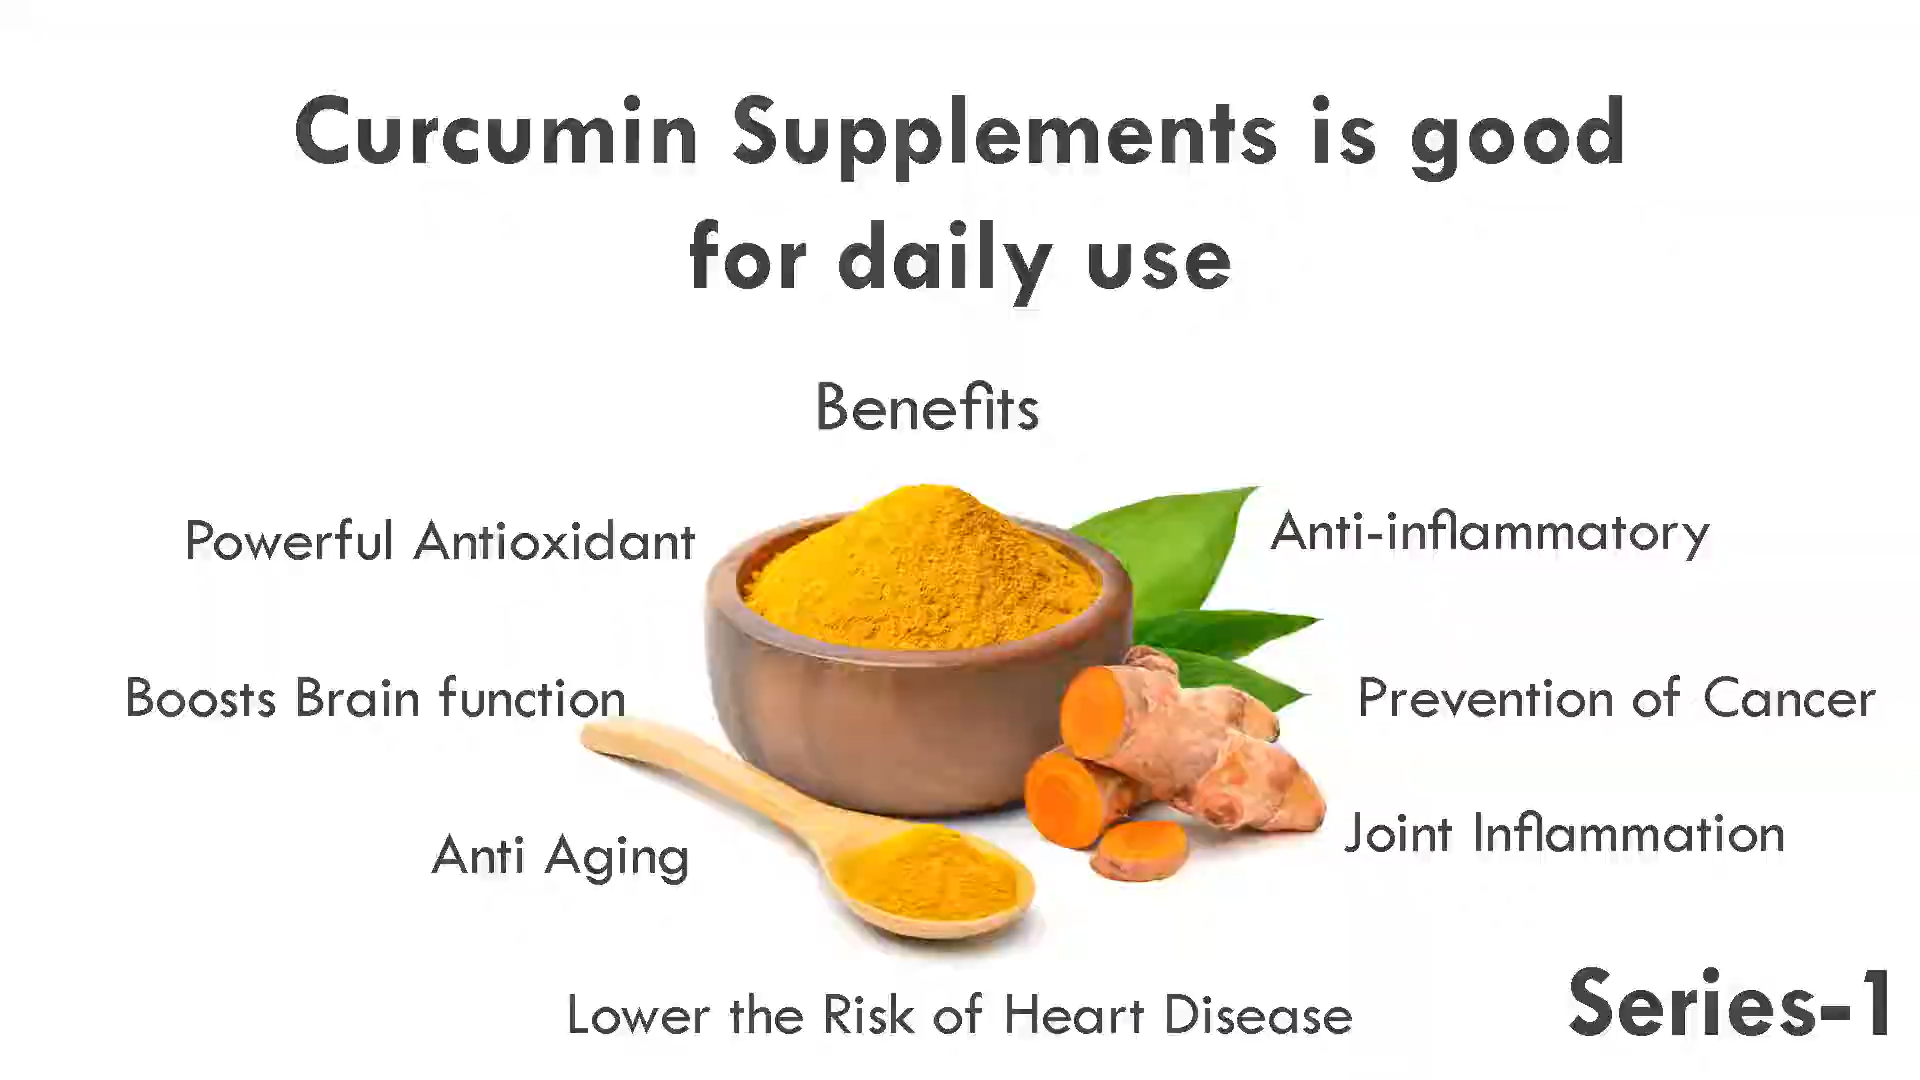 Curcumin Supplements is good
for daily use
Benefits
Powerful Antioxidant
Anti-inflammatory
Boosts Brain function
Prevention of Cancer
Anti Aging
Joint Inflammation
Lower the Risk of Heart Disease
Series-1